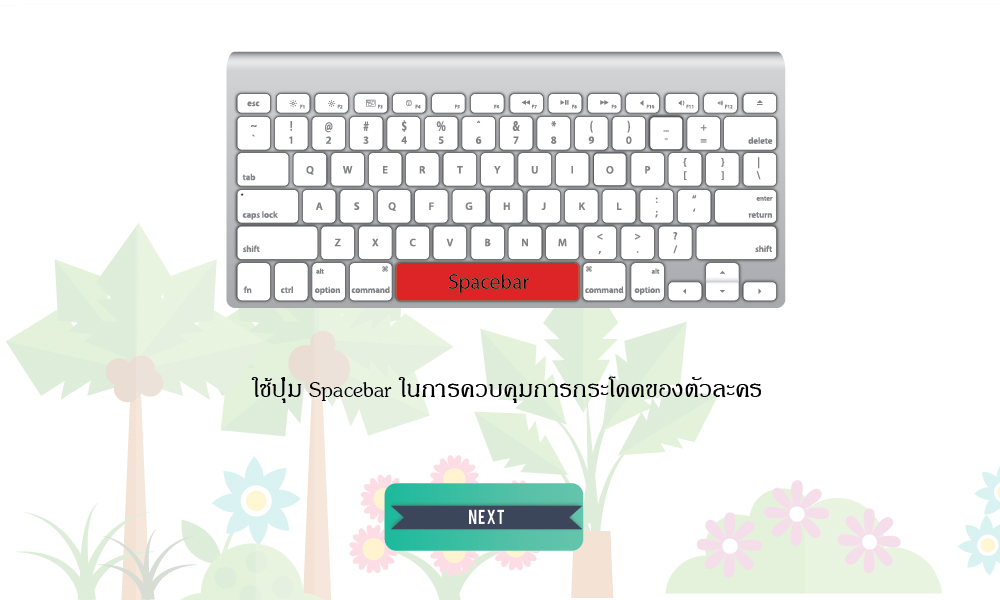 esc F1 F2 F3 F4 F5 F6 F7 F8 F9 F10 F11 F12
~ ! @ # $ % ^ & * ( ) _ +
` 1 2 3 4 5 6 7 8 9 0 - = delete
tab Q W E R T Y U I O P { [ } ] | \
caps lock A S Q F G H J K L : ; " ' enter return
shift Z X C V B N M < , > . ? / shift
fn ctrl alt option ⌘ command Spacebar ⌘ command alt option
ใช้ปุ่ม Spacebar ในการควบคุมการกระโดดของตัวละคร
NEXT